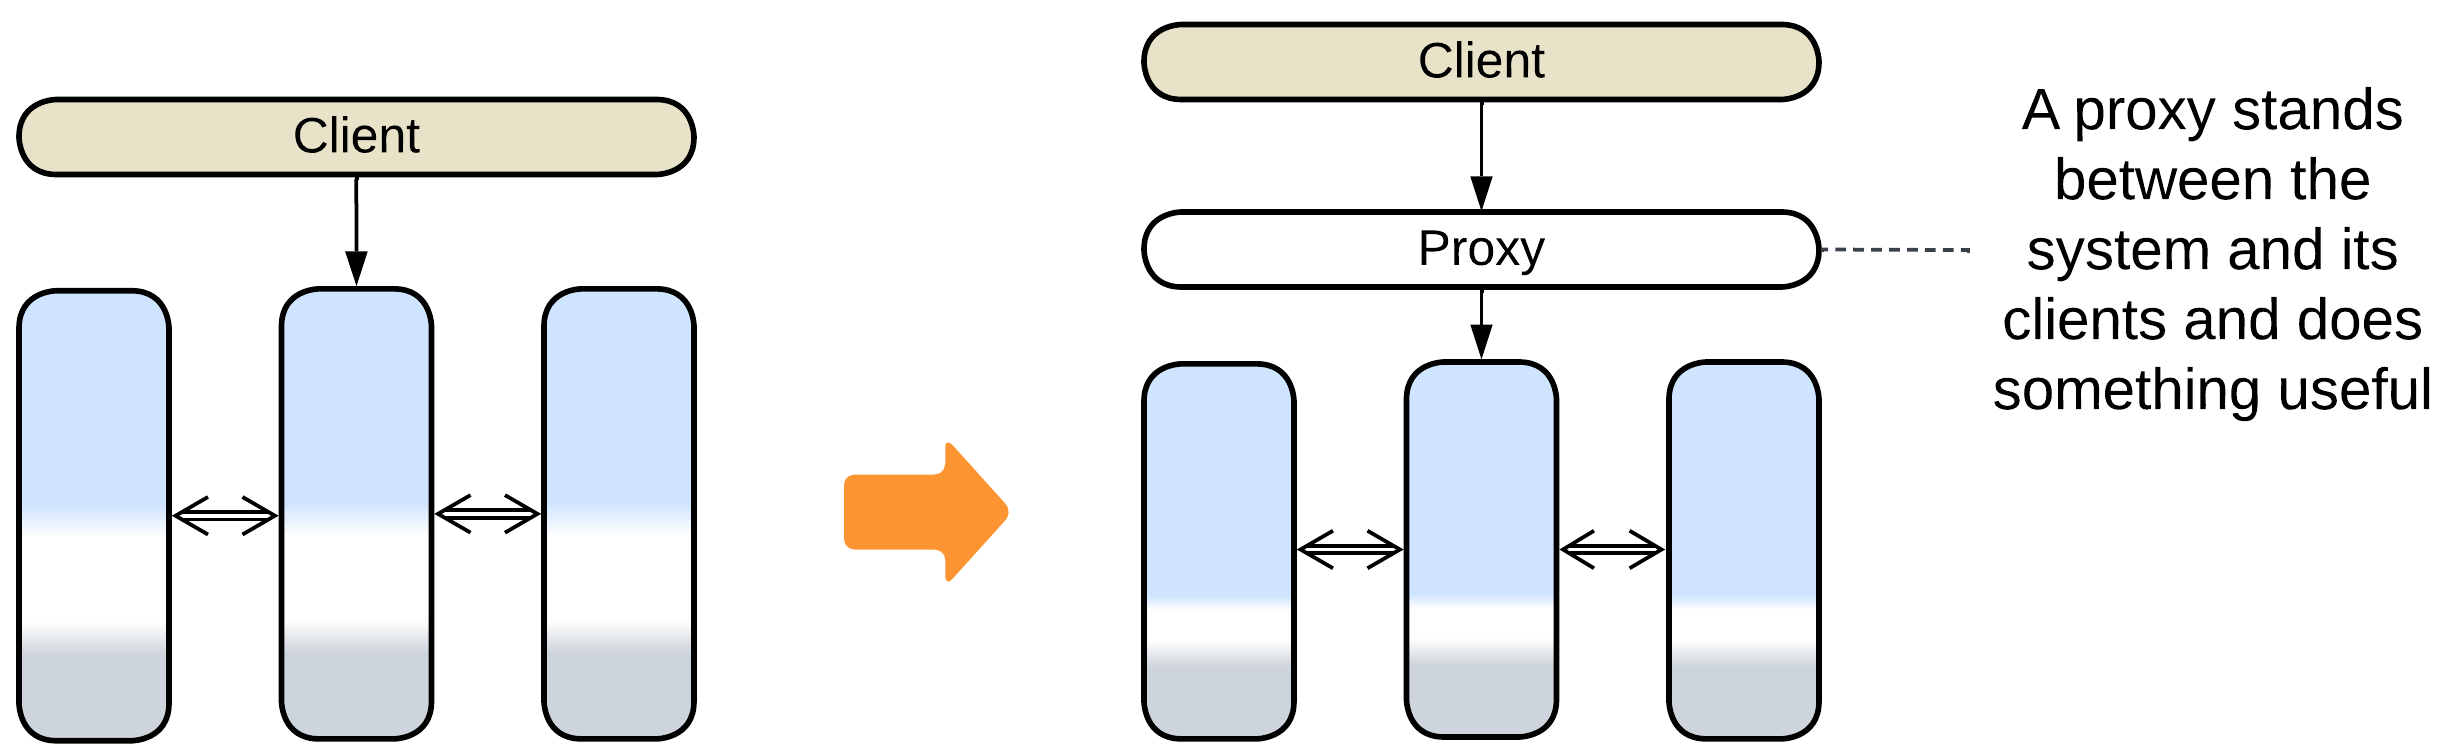 Client
Client
Proxy
A proxy stands
between the
system and its
clients and does
something useful